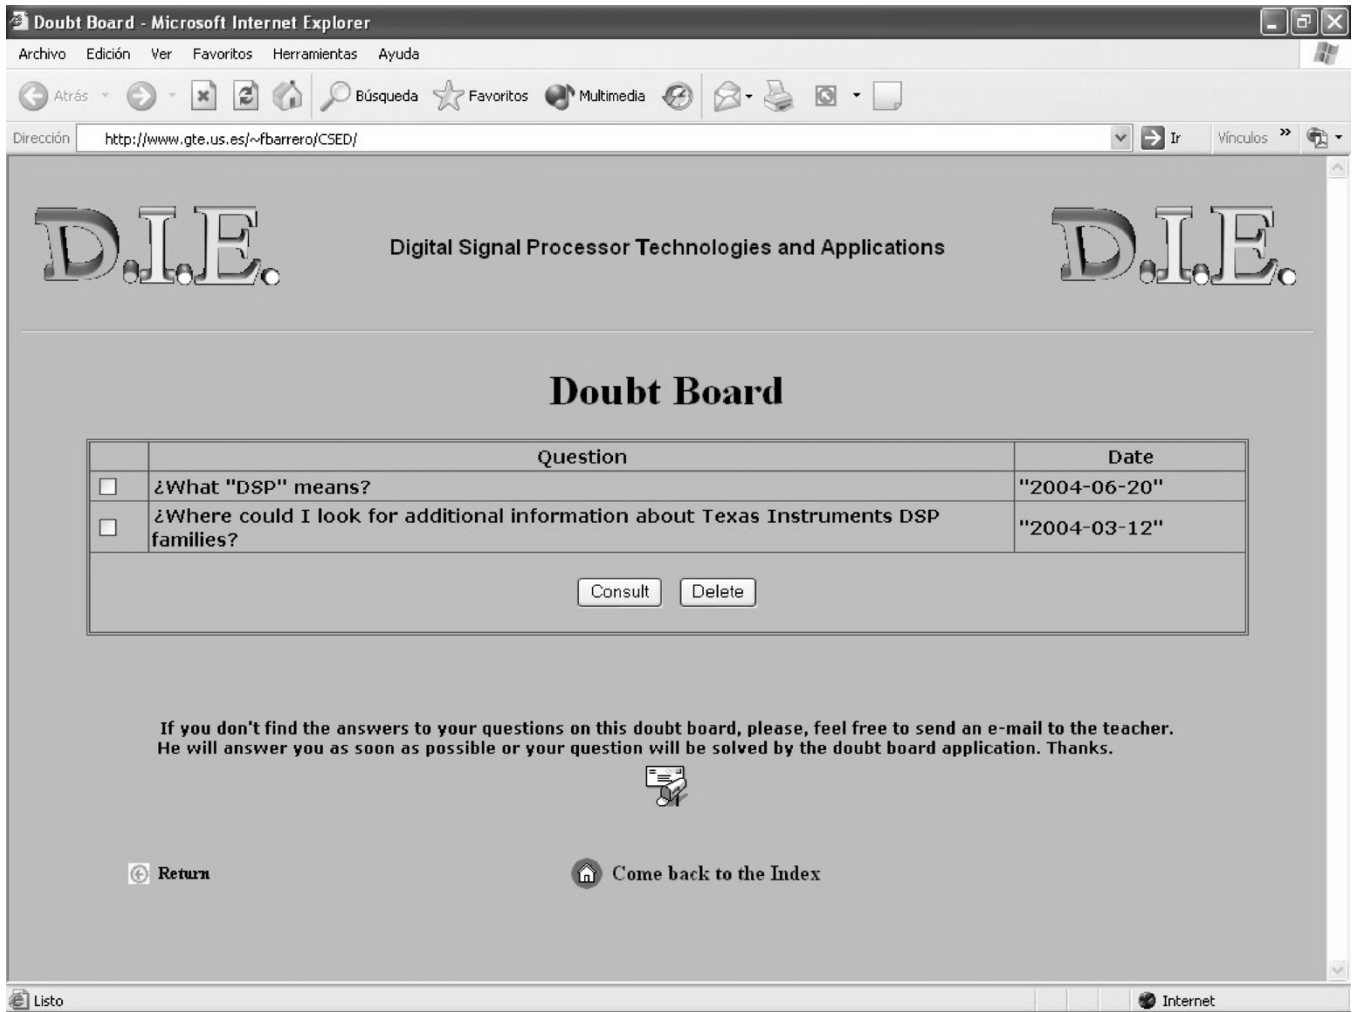 Doubt Board - Microsoft Internet Explorer
Archivo Edición Ver Favoritos Herramientas Ayuda
Atrás Búsqueda Favoritos Multimedia
Dirección http://www.gte.us.es/~fbarrero/CSED/ Ir Vínculos »
D.I.E. Digital Signal Processor Technologies and Applications D.I.E.
Doubt Board
Question Date
¿What "DSP" means? "2004-06-20"
¿Where could I look for additional information about Texas Instruments DSP
families? "2004-03-12"
Consult Delete
If you don't find the answers to your questions on this doubt board, please, feel free to send an e-mail to the teacher.
He will answer you as soon as possible or your question will be solved by the doubt board application. Thanks.
Return Come back to the Index
Listo Internet